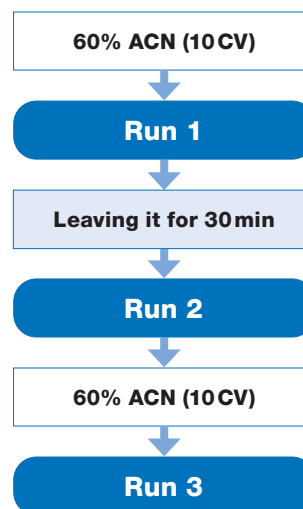 60% ACN (10 CV)
Run 1
Leaving it for 30 min
Run 2
60% ACN (10 CV)
Run 3